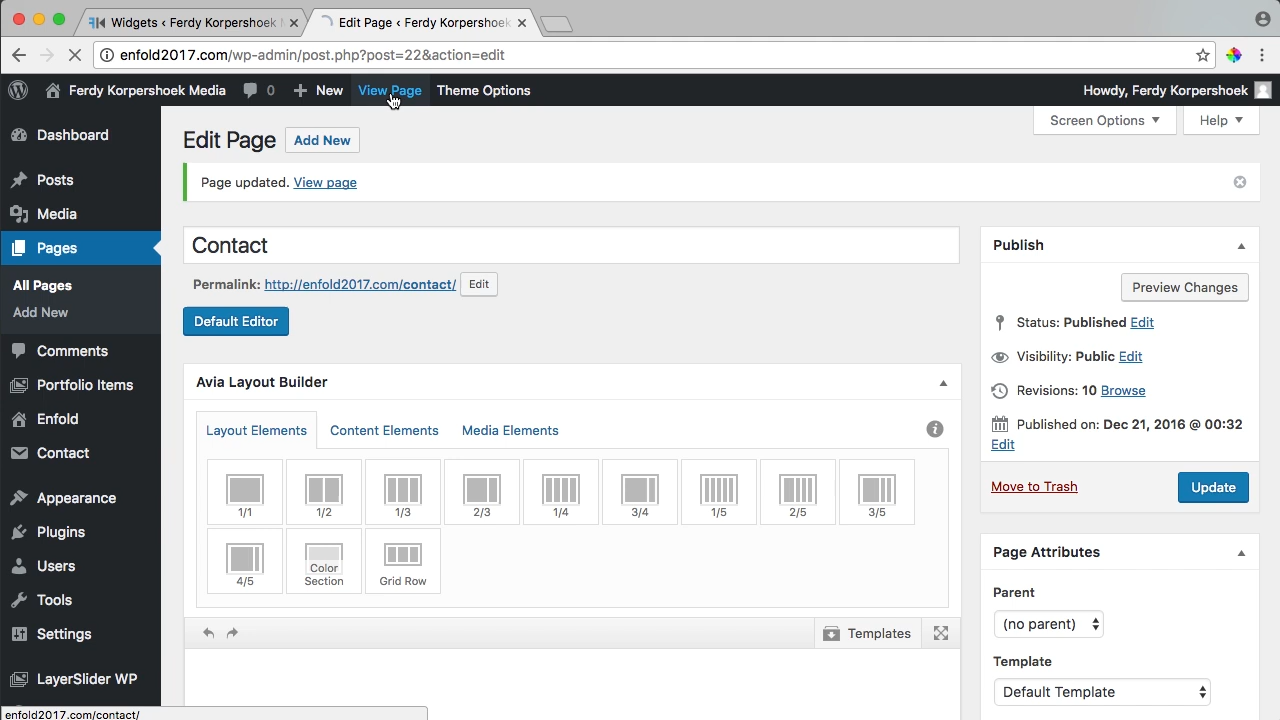 Widgets ‹ Ferdy Korpershoek
Edit Page ‹ Ferdy Korpershoek
enfold2017.com/wp-admin/post.php?post=22&action=edit
Ferdy Korpershoek Media 0 New View Page Theme Options Howdy, Ferdy Korpershoek
Screen Options Help
Dashboard
Posts
Media
Pages
All Pages
Add New
Comments
Portfolio Items
Enfold
Contact
Appearance
Plugins
Users
Tools
Settings
LayerSlider WP
Edit Page Add New
Page updated. View page
Contact
Permalink: http://enfold2017.com/contact/ Edit
Default Editor
Avia Layout Builder
Layout Elements Content Elements Media Elements
1/1 1/2 1/3 2/3 1/4 3/4 1/5 2/5 3/5
4/5 Color Section Grid Row
Templates
Publish
Preview Changes
Status: Published Edit
Visibility: Public Edit
Revisions: 10 Browse
Published on: Dec 21, 2016 @ 00:32
Edit
Move to Trash Update
Page Attributes
Parent
(no parent)
Template
Default Template
enfold2017.com/contact/